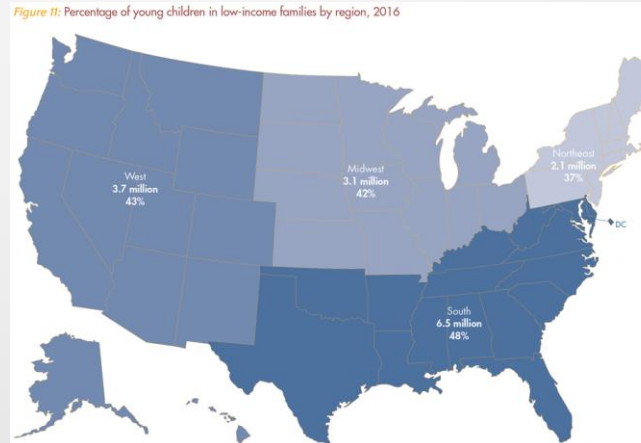 Figure 11: Percentage of young children in low-income families by region, 2016
West
3.7 million
43%
Midwest
3.1 million
42%
Northeast
2.1 million
37%
DC
South
6.5 million
48%